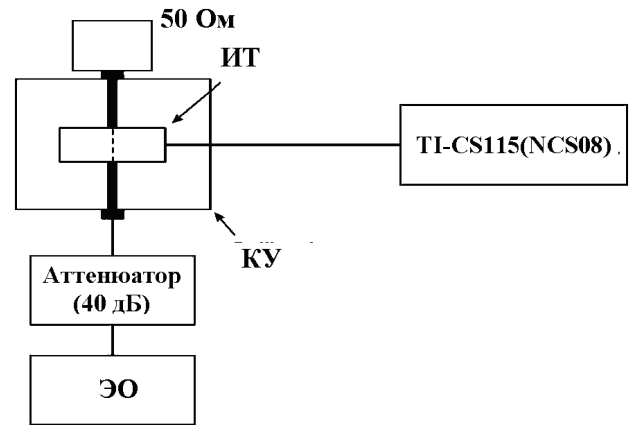 50 Ом
ИТ
TI-CS115(NCS08)
КУ
Аттенюатор
(40 дБ)
ЭО